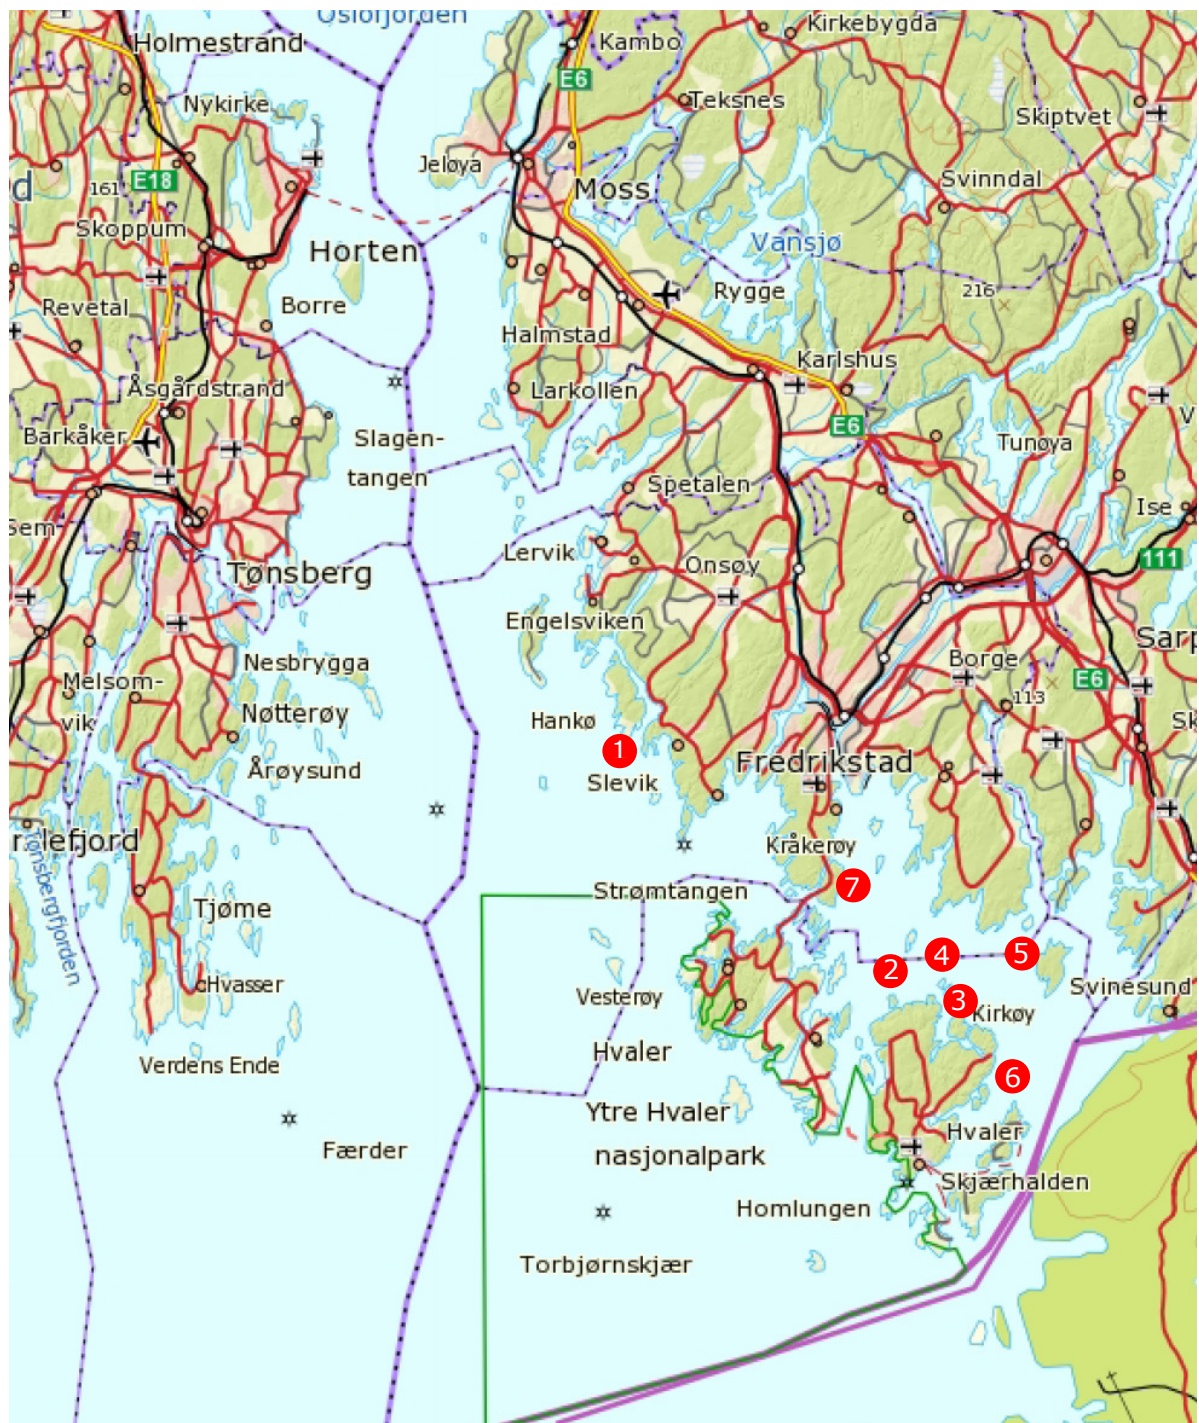 Oslofjorden
Kirkebygda
Holmestrand
Kambo
E6
Nykirke
Teksnes
Skiptvet
Jeløya
E18
161
Moss
Svinndal
Skoppum
Vansjø
Horten
Revetal
Borre
Rygge
216
Halmstad
Karlshus
Åsgårdstrand
Larkollen
E6
Barkåker
Slagen-
tangen
Tunøya
Spetalen
Ise
Sem
Lervik
Onsøy
111
Tønsberg
Engelsviken
Sarp
Nesbrygga
Borge
E6
Melsom-
vik
113
Nøtterøy
Hankø
Sk
1
Årøysund
Slevik
Fredrikstad
lefjord
Tønsbergfjorden
Kråkerøy
7
Strømtangen
Tjøme
4
5
2
Hvasser
Vesterøy
3
Kirkøy
Svinesund
Verdens Ende
Hvaler
6
Ytre Hvaler
nasjonalpark
Færder
Hvaler
Skjærhalden
Homlungen
Torbjørnskjær